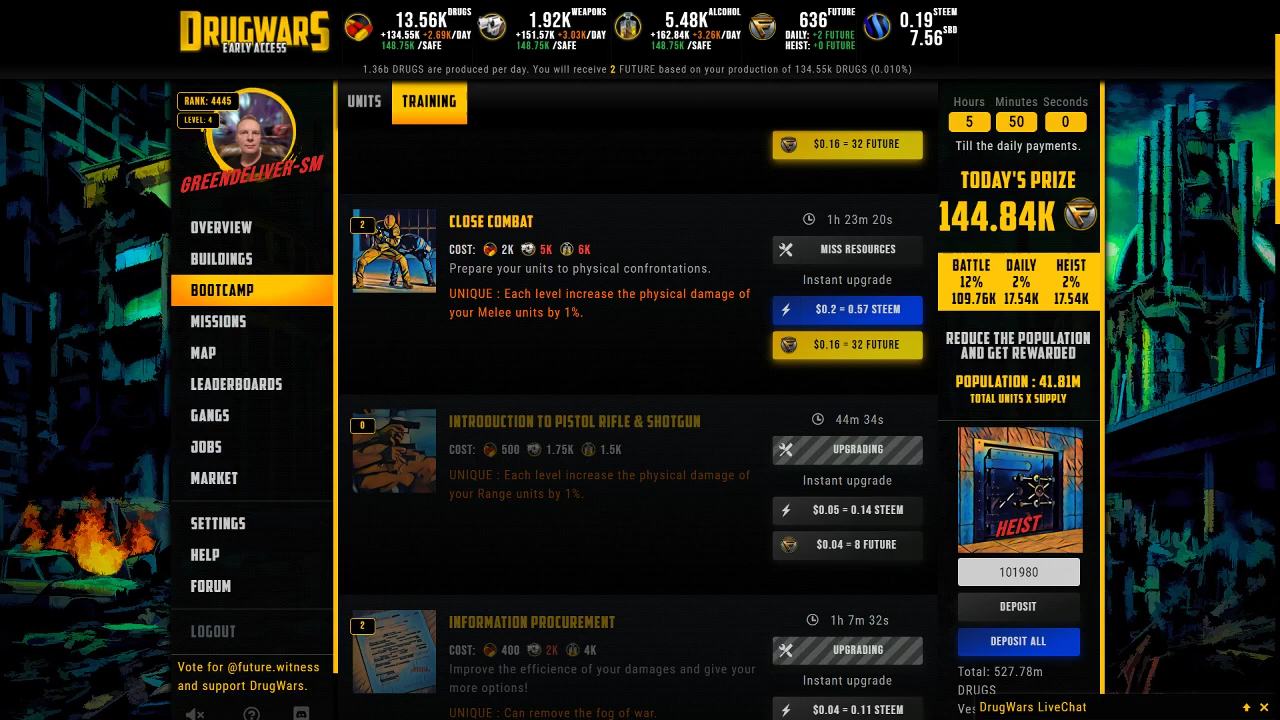 DRUGWARS
EARLY ACCESS
13.56K DRUGS
+134.55K +2.69K/DAY
148.75K /SAFE
1.92K WEAPONS
+151.57K +3.03K/DAY
148.75K /SAFE
5.48K ALCOHOL
+162.84K +3.26K/DAY
148.75K /SAFE
636 FUTURE
DAILY: +2 FUTURE
HEIST: +0 FUTURE
0.19 STEEM
7.56 SBD
1.36b DRUGS are produced per day. You will receive 2 FUTURE based on your production of 134.55k DRUGS (0.010%)
RANK: 4445
LEVEL: 4
GREENDELIVER-SM
OVERVIEW
BUILDINGS
BOOTCAMP
MISSIONS
MAP
LEADERBOARDS
GANGS
JOBS
MARKET
SETTINGS
HELP
FORUM
LOGOUT
Vote for @future.witness
and support DrugWars.
UNITS
TRAINING
$0.16 = 32 FUTURE
2
CLOSE COMBAT
COST: 2K 5K 6K
Prepare your units to physical confrontations.
UNIQUE : Each level increase the physical damage of
your Melee units by 1%.
1h 23m 20s
MISS RESOURCES
Instant upgrade
$0.2 = 0.57 STEEM
$0.16 = 32 FUTURE
0
INTRODUCTION TO PISTOL RIFLE & SHOTGUN
COST: 500 1.75K 1.5K
UNIQUE : Each level increase the physical damage of
your Range units by 1%.
44m 34s
UPGRADING
Instant upgrade
$0.05 = 0.14 STEEM
$0.04 = 8 FUTURE
2
INFORMATION PROCUREMENT
COST: 400 2K 4K
Improve the efficiency of your damages and give your
more options!
UNIQUE : Can remove the fog of war.
1h 7m 32s
UPGRADING
Instant upgrade
$0.04 = 0.11 STEEM
Hours Minutes Seconds
5 50 0
Till the daily payments.
TODAY'S PRIZE
144.84K
BATTLE DAILY HEIST
12% 2% 2%
109.76K 17.54K 17.54K
REDUCE THE POPULATION
AND GET REWARDED
POPULATION : 41.81M
TOTAL UNITS X SUPPLY
HEIST
101980
DEPOSIT
DEPOSIT ALL
Total: 527.78m
DRUGS
DrugWars LiveChat